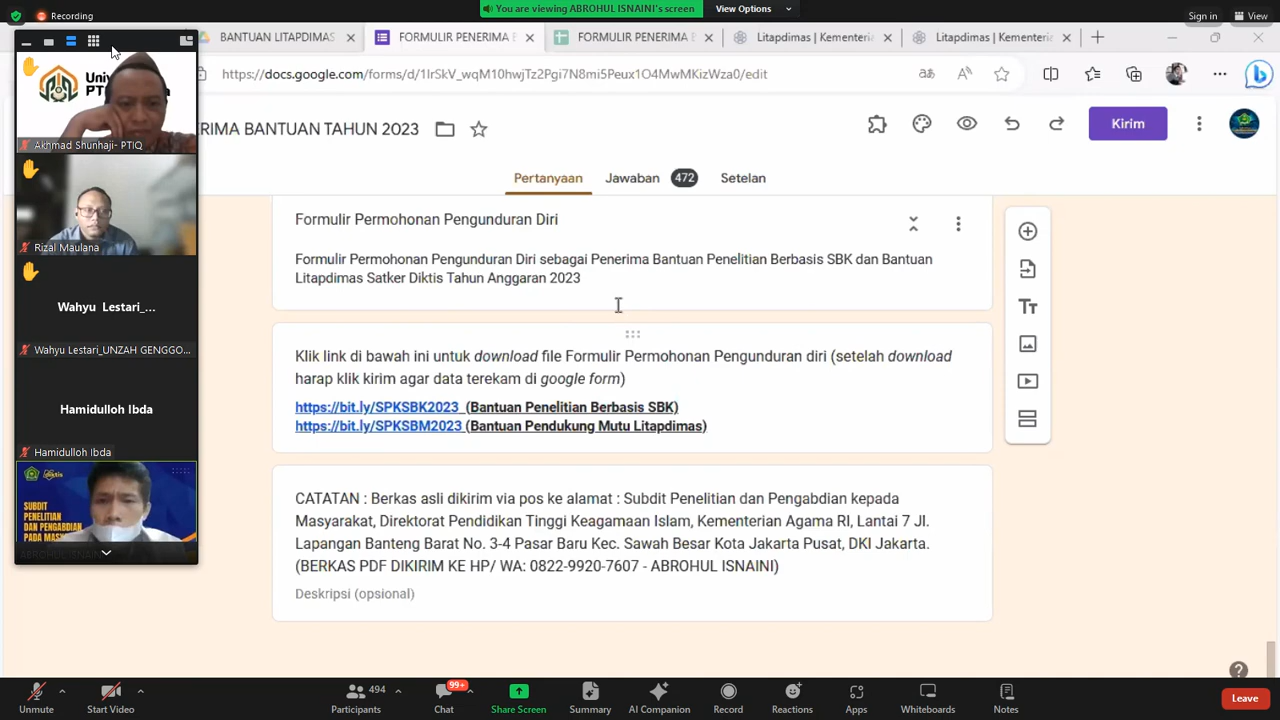 Recording
You are viewing ABROHUL ISNAINI's screen
View Options
Sign in
View
BANTUAN LITAPDIMAS
FORMULIR PENERIMA E
FORMULIR PENERIMA B
Litapdimas | Kementeria
Litapdimas | Kementeria
https://docs.google.com/forms/d/1IrSkV_wqM10hwjTz2Pgi7N8mi5Peux1O4MwMKizWza0/edit
ERIMA BANTUAN TAHUN 2023
Kirim
Pertanyaan
Jawaban
472
Setelan
Akhmad Shunhaji- PTIQ
Rizal Maulana
Wahyu Lestari_...
Wahyu Lestari_UNZAH GENGGO...
Hamidulloh Ibda
Hamidulloh Ibda
SUBDIT
PENELITIAN
DAN PENGABDIAN
Formulir Permohonan Pengunduran Diri
Formulir Permohonan Pengunduran Diri sebagai Penerima Bantuan Penelitian Berbasis SBK dan Bantuan
Litapdimas Satker Diktis Tahun Anggaran 2023
Klik link di bawah ini untuk download file Formulir Permohonan Pengunduran diri (setelah download
harap klik kirim agar data terekam di google form)
https://bit.ly/SPKSBK2023 (Bantuan Penelitian Berbasis SBK)
https://bit.ly/SPKSBM2023 (Bantuan Pendukung Mutu Litapdimas)
CATATAN : Berkas asli dikirim via pos ke alamat : Subdit Penelitian dan Pengabdian kepada
Masyarakat, Direktorat Pendidikan Tinggi Keagamaan Islam, Kementerian Agama RI, Lantai 7 Jl.
Lapangan Banteng Barat No. 3-4 Pasar Baru Kec. Sawah Besar Kota Jakarta Pusat, DKI Jakarta.
(BERKAS PDF DIKIRIM KE HP/ WA: 0822-9920-7607 - ABROHUL ISNAINI)
Deskripsi (opsional)
Unmute
Start Video
494
Participants
99+
Chat
Share Screen
Summary
AI Companion
Record
Reactions
Apps
Whiteboards
Notes
Leave